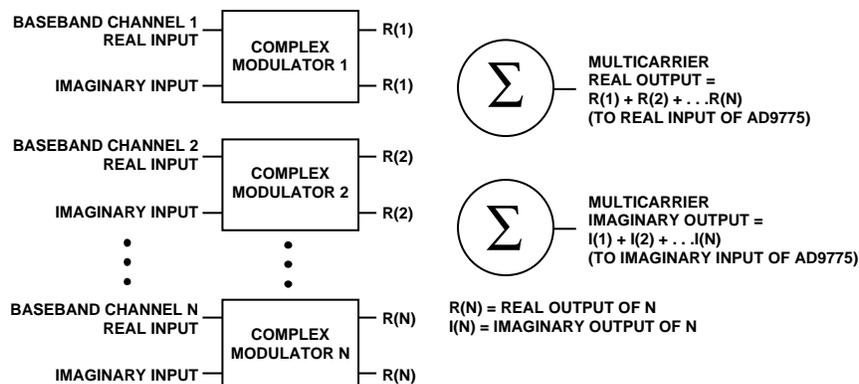 BASEBAND CHANNEL 1
REAL INPUT
IMAGINARY INPUT
COMPLEX
MODULATOR 1
R(1)
R(1)
BASEBAND CHANNEL 2
REAL INPUT
IMAGINARY INPUT
COMPLEX
MODULATOR 2
R(2)
R(2)
BASEBAND CHANNEL N
REAL INPUT
IMAGINARY INPUT
COMPLEX
MODULATOR N
R(N)
R(N)
Σ
MULTICARRIER
REAL OUTPUT =
R(1) + R(2) + . . .R(N)
(TO REAL INPUT OF AD9775)
Σ
MULTICARRIER
IMAGINARY OUTPUT =
I(1) + I(2) + . . .I(N)
(TO IMAGINARY INPUT OF AD9775)
R(N) = REAL OUTPUT OF N
I(N) = IMAGINARY OUTPUT OF N